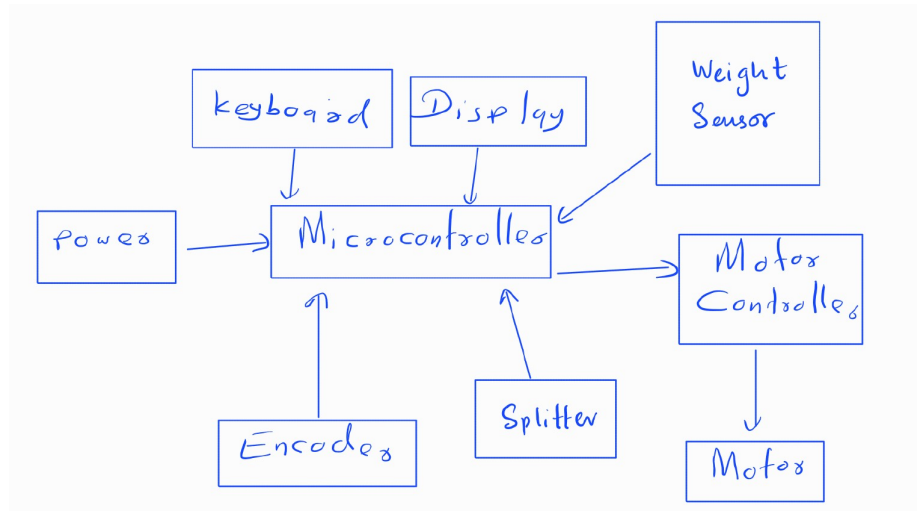 Weight
Sensor
keyboard
Display
Power
Microcontroller
Motor
Controller
Splitter
Encoder
Motor